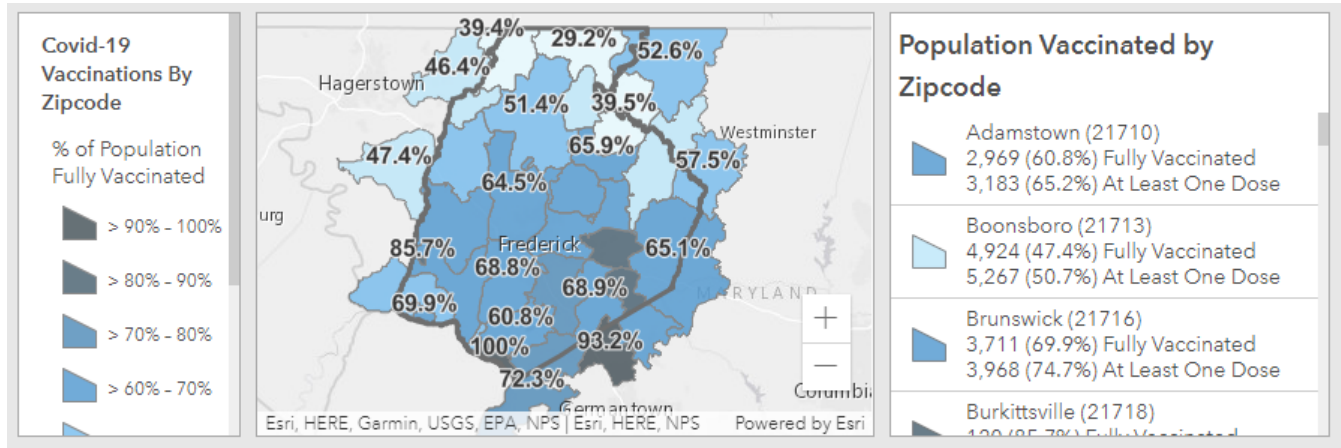 Covid-19
Vaccinations By
Zipcode
% of Population
Fully Vaccinated
> 90% - 100%
> 80% - 90%
> 70% - 80%
> 60% - 70%
39.4%
29.2%
52.6%
46.4%
Hagerstown
51.4%
39.5%
Westminster
65.9%
47.4%
57.5%
64.5%
urg
85.7%
Frederick
65.1%
68.8%
68.9%
MARYLAND
69.9%
60.8%
100%
93.2%
72.3%
Columbi
Germantown
+
−
Esri, HERE, Garmin, USGS, EPA, NPS | Esri, HERE, NPS
Powered by Esri
Population Vaccinated by
Zipcode
Adamstown (21710)
2,969 (60.8%) Fully Vaccinated
3,183 (65.2%) At Least One Dose
Boonsboro (21713)
4,924 (47.4%) Fully Vaccinated
5,267 (50.7%) At Least One Dose
Brunswick (21716)
3,711 (69.9%) Fully Vaccinated
3,968 (74.7%) At Least One Dose
Burkittsville (21718)
120 (85.7%) Fully Vaccinated